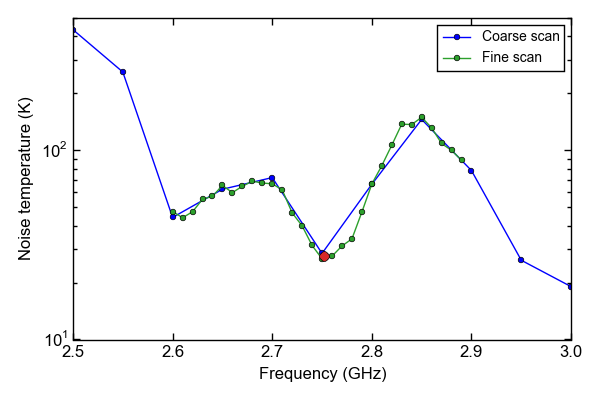 Coarse scan
Fine scan
Noise temperature (K)
10²
10¹
2.5 2.6 2.7 2.8 2.9 3.0
Frequency (GHz)